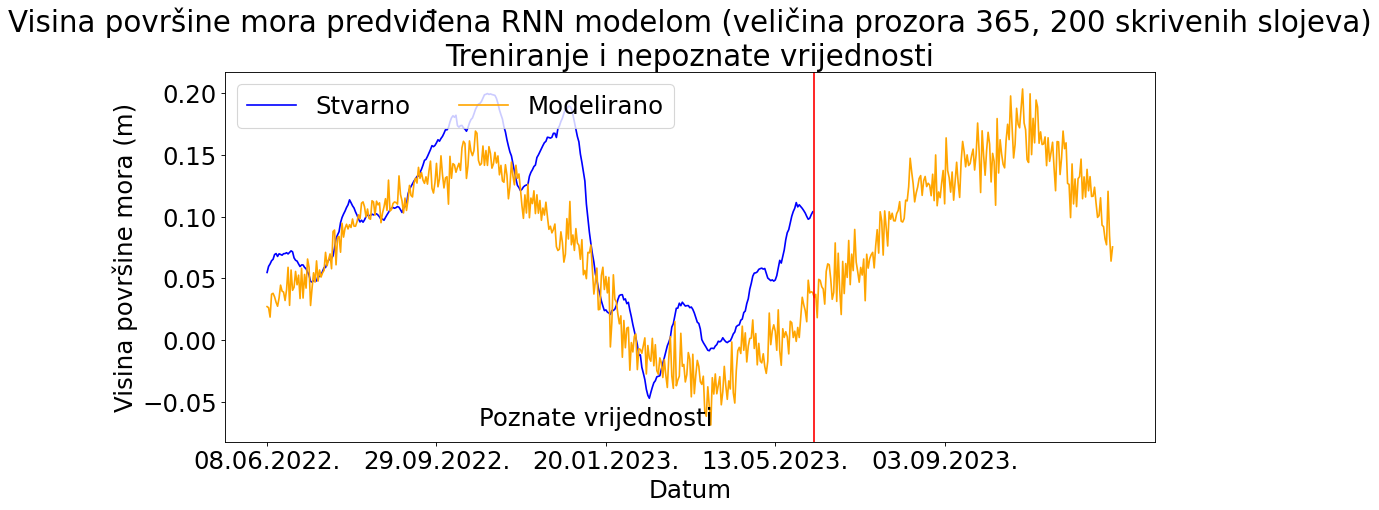 Visina površine mora predviđena RNN modelom (veličina prozora 365, 200 skrivenih slojeva)
Treniranje i nepoznate vrijednosti
Stvarno Modelirano
Visina površine mora (m)
0.20
0.15
0.10
0.05
0.00
−0.05
Poznate vrijednosti
08.06.2022. 29.09.2022. 20.01.2023. 13.05.2023. 03.09.2023.
Datum